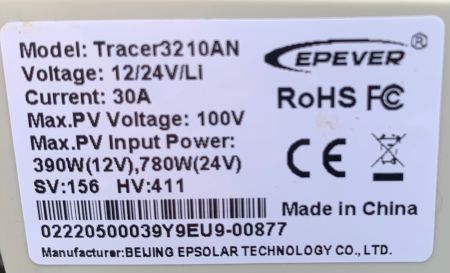 Model: Tracer3210AN
EPEVER®
Voltage: 12/24V/Li
Current: 30A
RoHS FC
Max.PV Voltage: 100V
Max.PV Input Power:
390W(12V),780W(24V)
CE
SV:156 HV:411
Made in China
02220500039Y9EU9-00877
Manufacturer:BEIJING EPSOLAR TECHNOLOGY CO., LTD.